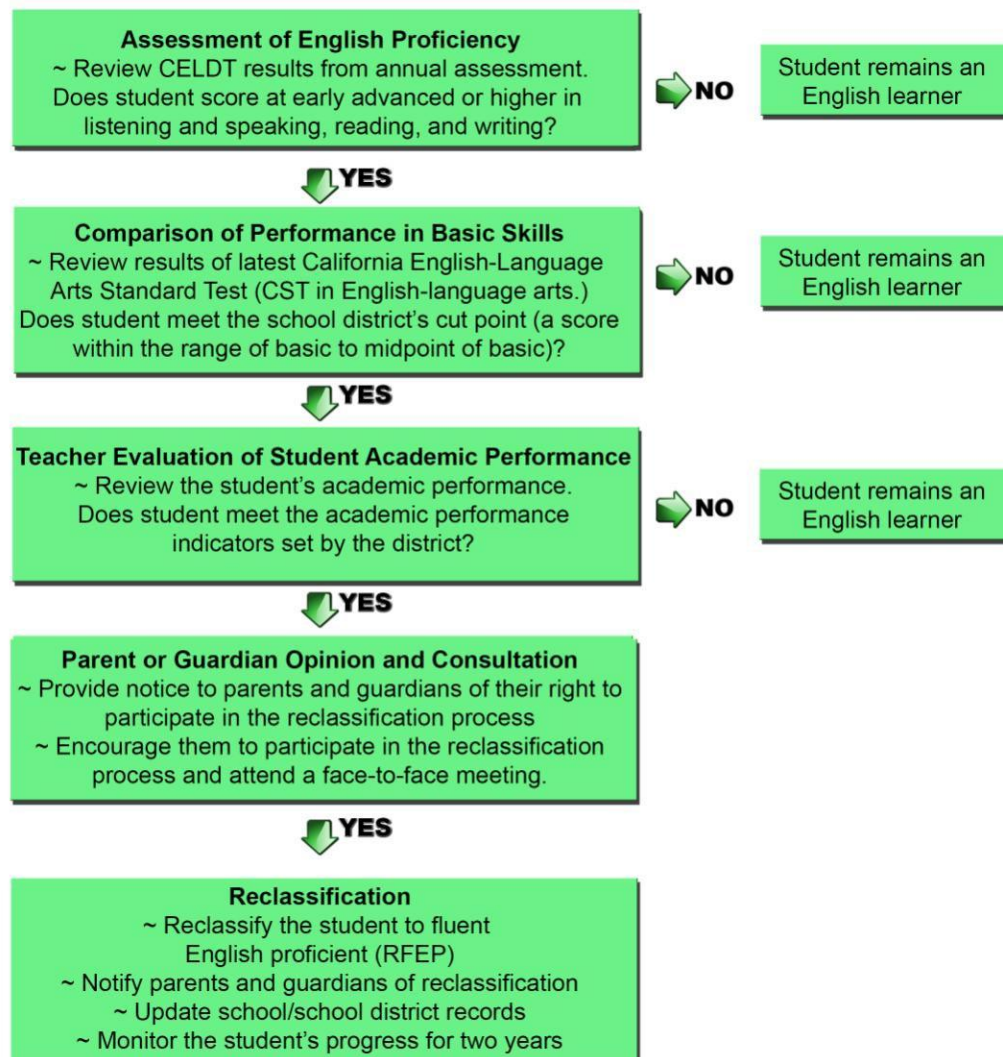 Assessment of English Proficiency
~ Review CELDT results from annual assessment.
Does student score at early advanced or higher in
listening and speaking, reading, and writing?
NO
Student remains an
English learner
YES
Comparison of Performance in Basic Skills
~ Review results of latest California English-Language
Arts Standard Test (CST in English-language arts.)
Does student meet the school district's cut point (a score
within the range of basic to midpoint of basic)?
NO
Student remains an
English learner
YES
Teacher Evaluation of Student Academic Performance
~ Review the student's academic performance.
Does student meet the academic performance
indicators set by the district?
NO
Student remains an
English learner
YES
Parent or Guardian Opinion and Consultation
~ Provide notice to parents and guardians of their right to
participate in the reclassification process
~ Encourage them to participate in the reclassification
process and attend a face-to-face meeting.
YES
Reclassification
~ Reclassify the student to fluent
English proficient (RFEP)
~ Notify parents and guardians of reclassification
~ Update school/school district records
~ Monitor the student's progress for two years